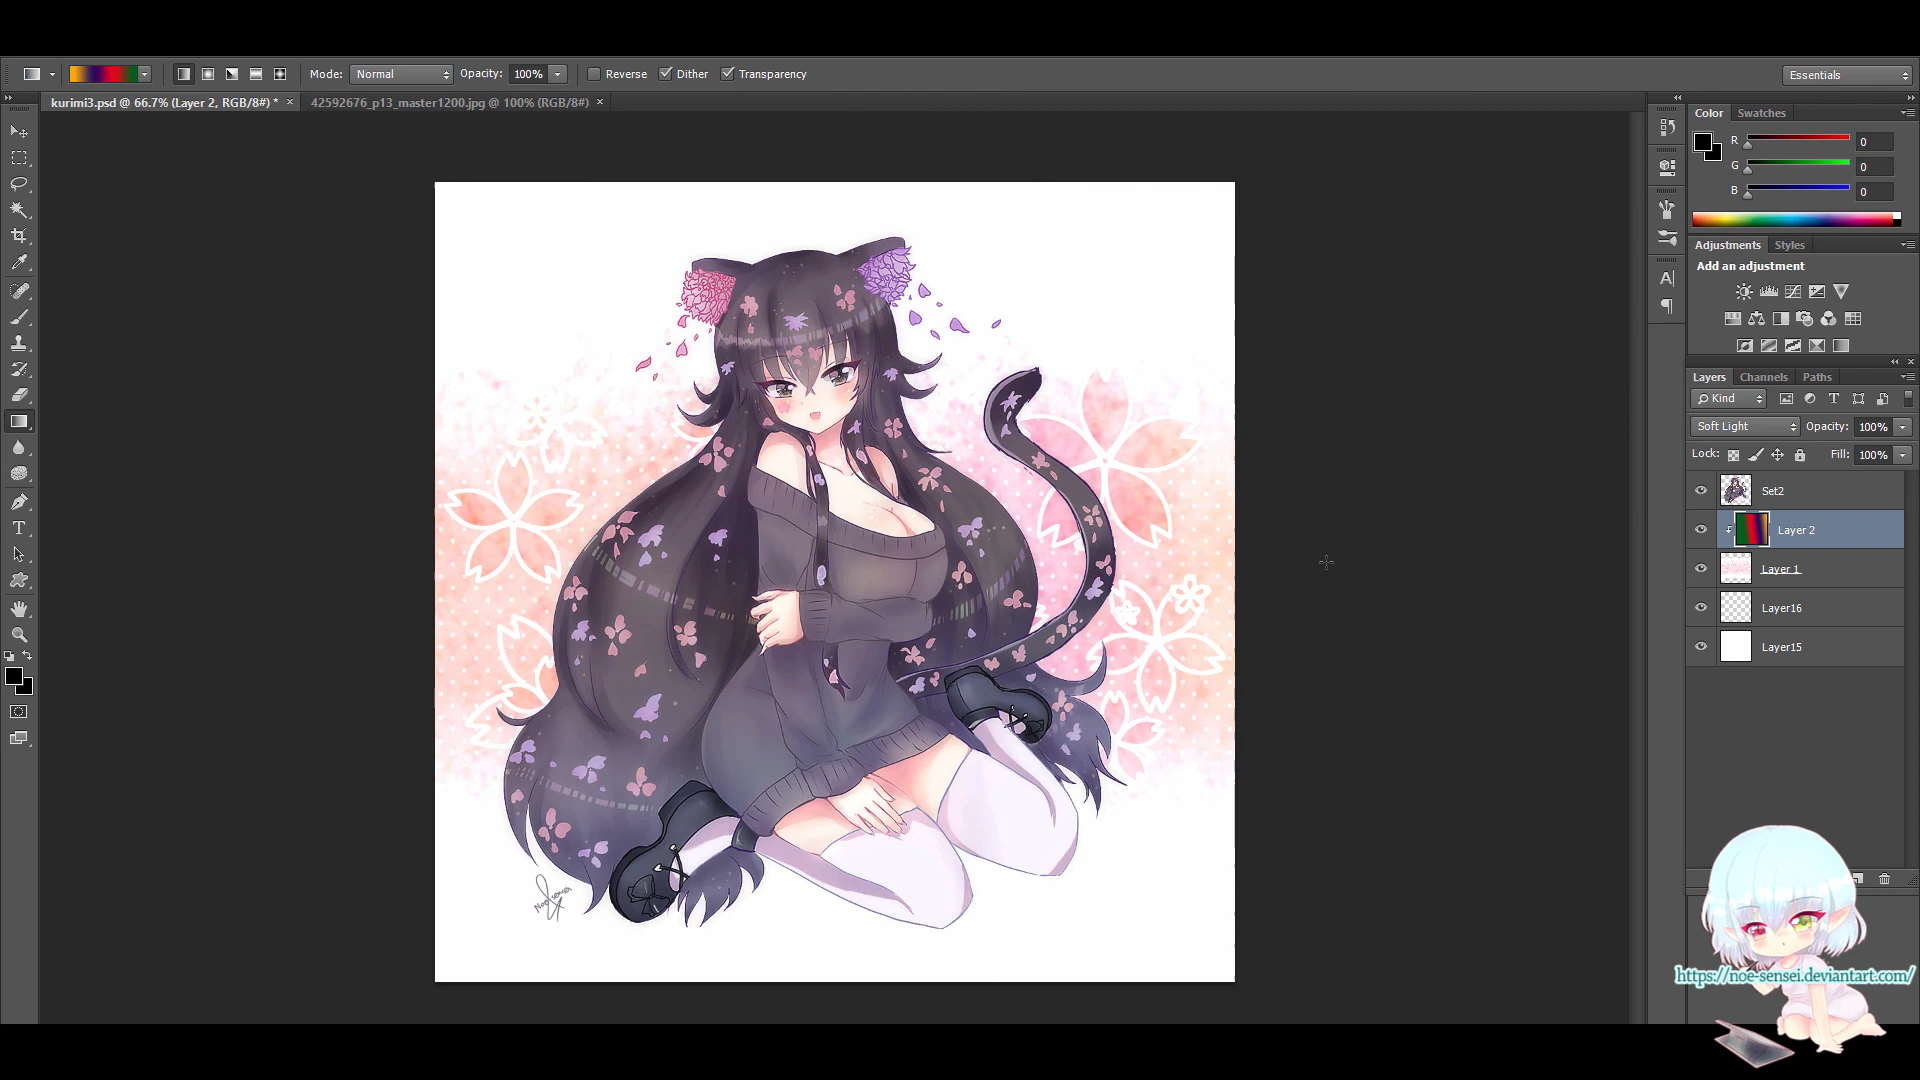 Mode: Normal Opacity: 100% Reverse Dither Transparency Essentials
kurimi3.psd @ 66.7% (Layer 2, RGB/8#) * × 42592676_p13_master1200.jpg @ 100% (RGB/8#) ×
Color Swatches
R 0
G 0
B 0
Adjustments Styles
Add an adjustment
Layers Channels Paths
Kind
Soft Light Opacity: 100%
Lock: Fill: 100%
Set2
Layer 2
Layer 1
Layer16
Layer15
https://noe-sensei.deviantart.com/